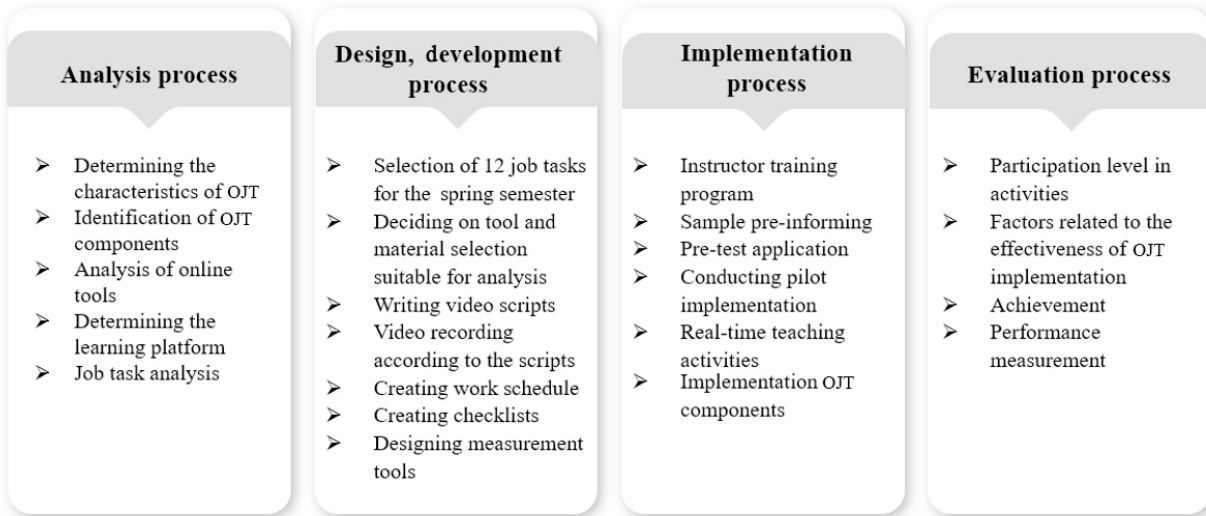 Analysis process
➢ Determining the
characteristics of OJT
➢ Identification of OJT
components
➢ Analysis of online
tools
➢ Determining the
learning platform
➢ Job task analysis
Design, development
process
➢ Selection of 12 job tasks
for the spring semester
➢ Deciding on tool and
material selection
suitable for analysis
➢ Writing video scripts
➢ Video recording
according to the scripts
➢ Creating work schedule
➢ Creating checklists
➢ Designing measurement
tools
Implementation
process
➢ Instructor training
program
➢ Sample pre-informing
➢ Pre-test application
➢ Conducting pilot
implementation
➢ Real-time teaching
activities
➢ Implementation OJT
components
Evaluation process
➢ Participation level in
activities
➢ Factors related to the
effectiveness of OJT
implementation
➢ Achievement
➢ Performance
measurement